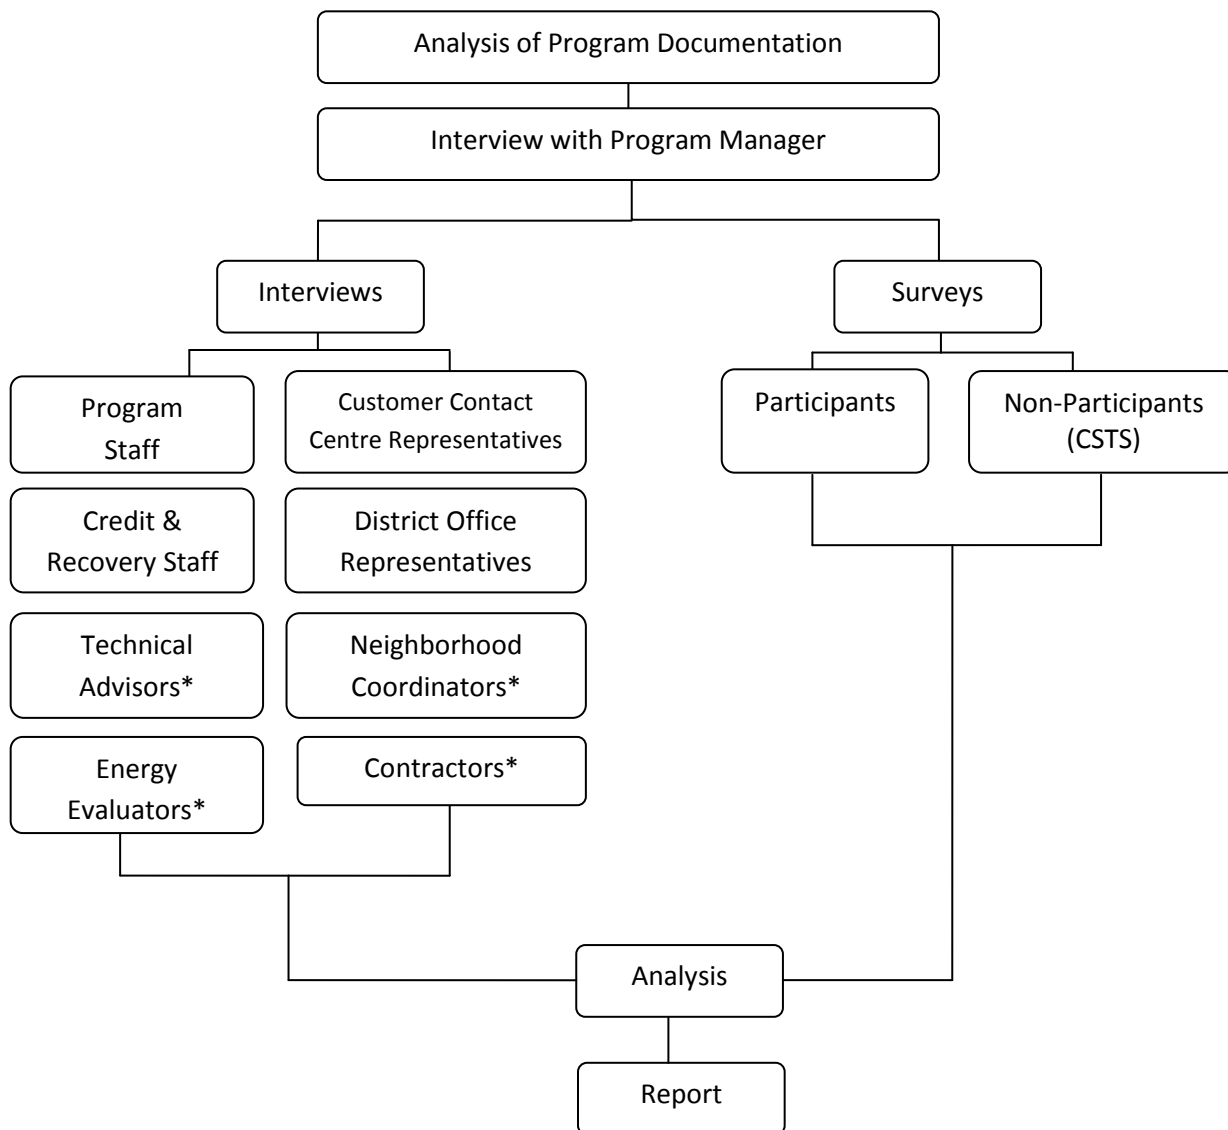 Analysis of Program Documentation
Interview with Program Manager
Interviews
Surveys
Program
Staff
Customer Contact
Centre Representatives
Participants
Non-Participants
(CSTS)
Credit &
Recovery Staff
District Office
Representatives
Technical
Advisors*
Neighborhood
Coordinators*
Energy
Evaluators*
Contractors*
Analysis
Report